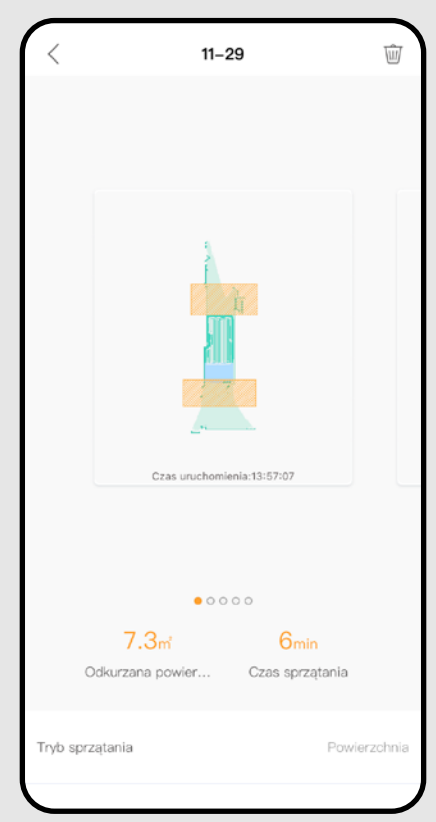 11-29
Czas uruchomienia:13:57:07
7.3㎡
6min
Odkurzana powier...
Czas sprzątania
Tryb sprzątania
Powierzchnia